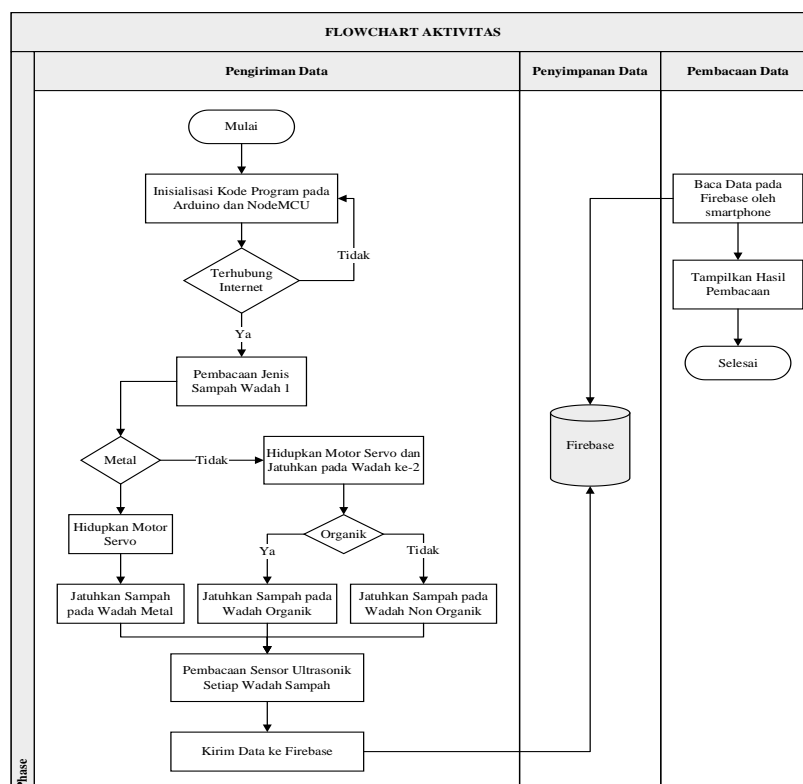 FLOWCHART AKTIVITAS
Pengiriman Data
Penyimpanan Data
Pembacaan Data
Mulai
Inisialisasi Kode Program pada
Arduino dan NodeMCU
Tidak
Terhubung
Internet
Ya
Pembacaan Jenis
Sampah Wadah 1
Metal
Tidak
Hidupkan Motor Servo dan
Jatuhkan pada Wadah ke-2
Hidupkan Motor
Servo
Organik
Ya
Tidak
Jatuhkan Sampah
pada Wadah Metal
Jatuhkan Sampah pada
Wadah Organik
Jatuhkan Sampah pada
Wadah Non Organik
Pembacaan Sensor Ultrasonik
Setiap Wadah Sampah
Kirim Data ke Firebase
Firebase
Baca Data pada
Firebase oleh
smartphone
Tampilkan Hasil
Pembacaan
Selesai
Phase